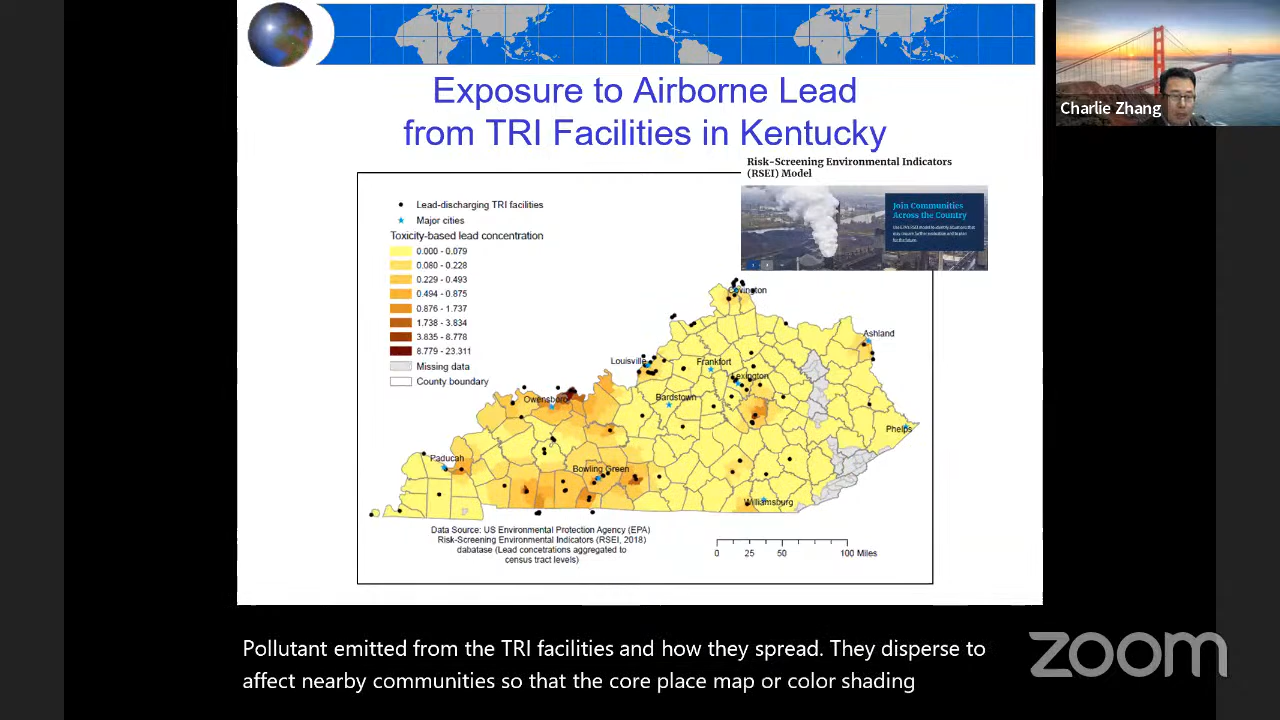 Exposure to Airborne Lead
from TRI Facilities in Kentucky
Charlie Zhang
Risk-Screening Environmental Indicators
(RSEI) Model
Join Communities
Across the Country
Lead-discharging TRI facilities
Major cities
Toxicity-based lead concentration
0.000 - 0.079
0.080 - 0.228
0.229 - 0.493
0.494 - 0.875
0.876 - 1.737
1.738 - 3.834
3.835 - 8.778
8.779 - 23.311
Missing data
County boundary
Covington
Ashland
Louisville
Frankfort
Lexington
Owensboro
Bardstown
Phelps
Paducah
Bowling Green
Williamsburg
Data Source: US Environmental Protection Agency (EPA)
Risk-Screening Environmental Indicators (RSEI, 2018)
dabatase (Lead concetrations aggregated to
census tract levels)
0 25 50 100 Miles
Pollutant emitted from the TRI facilities and how they spread. They disperse to
affect nearby communities so that the core place map or color shading
zoom